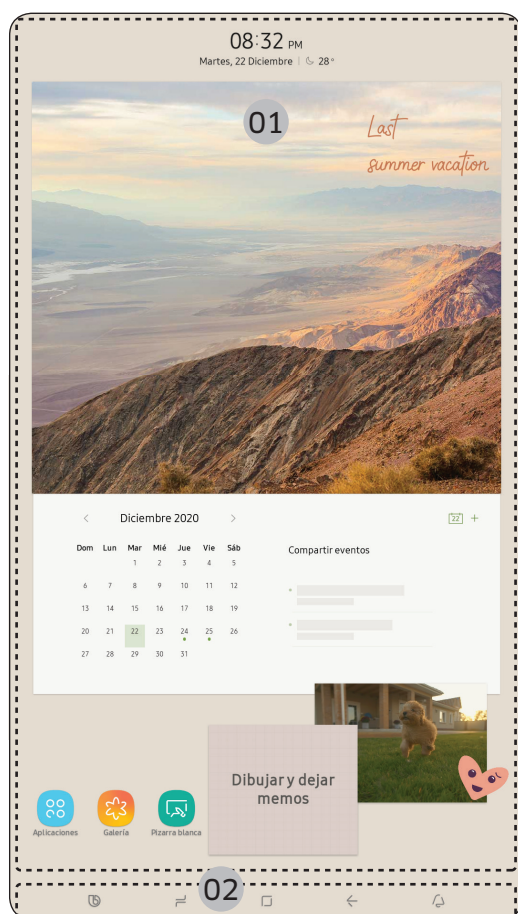 08:32 PM
Martes, 22 Diciembre | 28°
01
Last
summer vacation
Diciembre 2020
22 +
Dom Lun Mar Mié Jue Vie Sáb
Compartir eventos
1 2 3 4 5
6 7 8 9 10 11 12
13 14 15 16 17 18 19
20 21 22 23 24 25 26
27 28 29 30 31
Dibujar y dejar
memos
Aplicaciones Galería Pizarra blanca
02